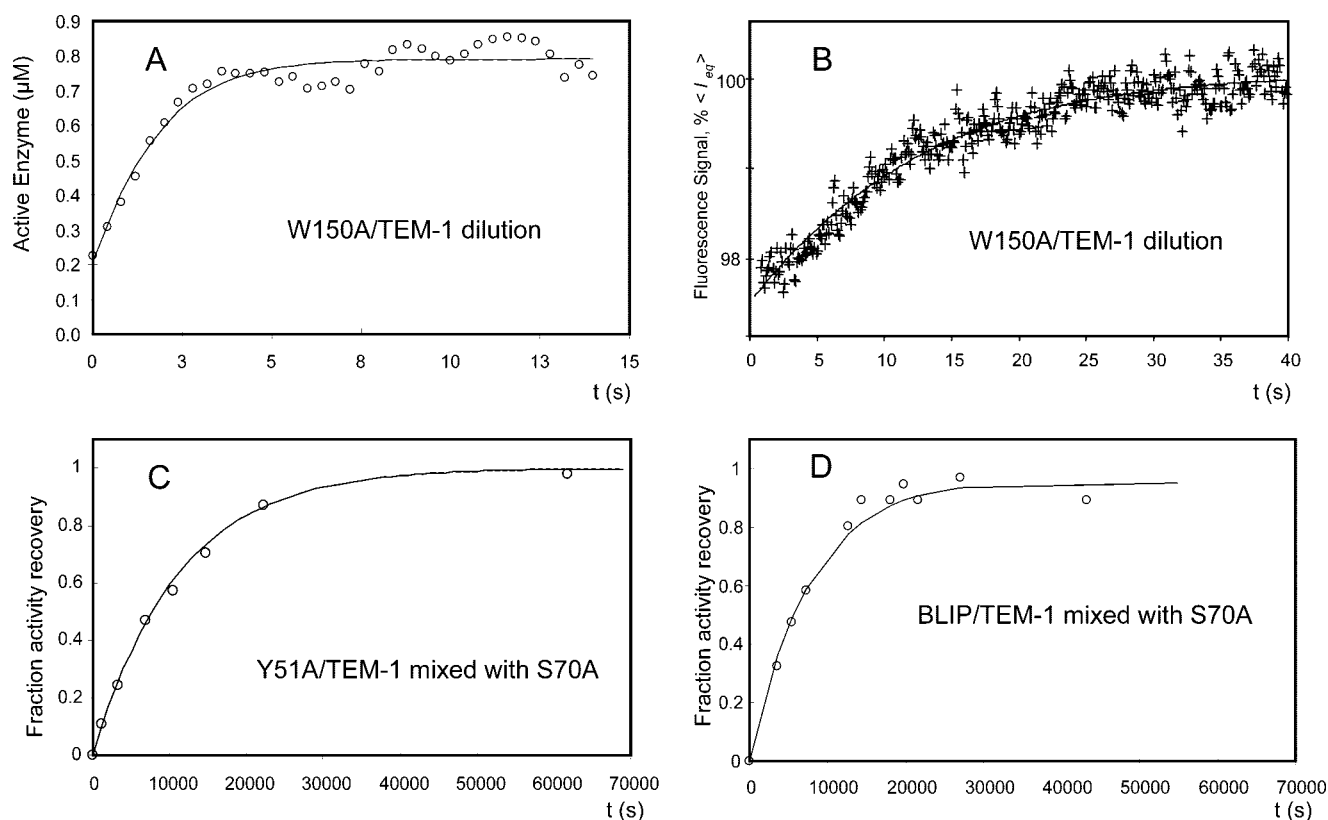 A
Active Enzyme (µM)
0.9
0.8
0.7
0.6
0.5
0.4
0.3
0.2
0.1
0.0
W150A/TEM-1 dilution
0 3 5 8 10 13 15
t (s)
B
Fluorescence Signal, % < I eq >
100
98
W150A/TEM-1 dilution
0 5 10 15 20 25 30 35 40
t (s)
C
Fraction activity recovery
1
0.8
0.6
0.4
0.2
0
Y51A/TEM-1 mixed with S70A
0 10000 20000 30000 40000 50000 60000 70000
t (s)
D
Fraction activity recovery
1
0.8
0.6
0.4
0.2
0
BLIP/TEM-1 mixed with S70A
0 10000 20000 30000 40000 50000 60000 70000
t (s)